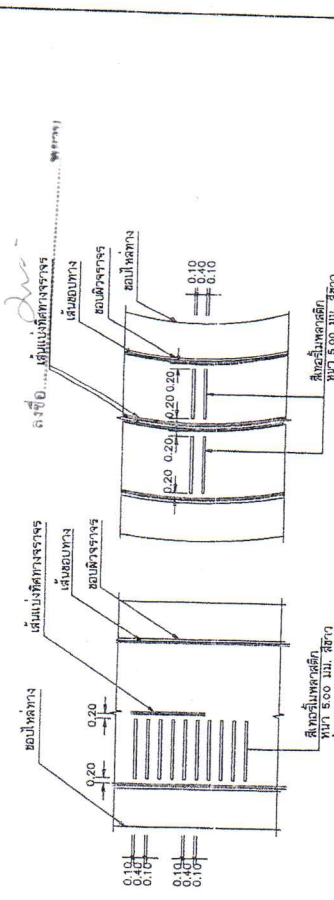 ลงชื่อ
เส้นแบ่งทิศทางจราจร
เส้นขอบทาง
ขอบผิวจราจร
ขอบไหล่ทาง
0.20 0.20 0.20 0.20
0.10
0.40
0.10
สีเทอร์โมพลาสติก
หนา 5.00 มม. สีขาว
ขอบไหล่ทาง
เส้นแบ่งทิศทางจราจร
เส้นขอบทาง
ขอบผิวจราจร
0.20
0.20
0.10
0.40
0.10
0.10
0.40
0.10
สีเทอร์โมพลาสติก
หนา 5.00 มม. สีขาว